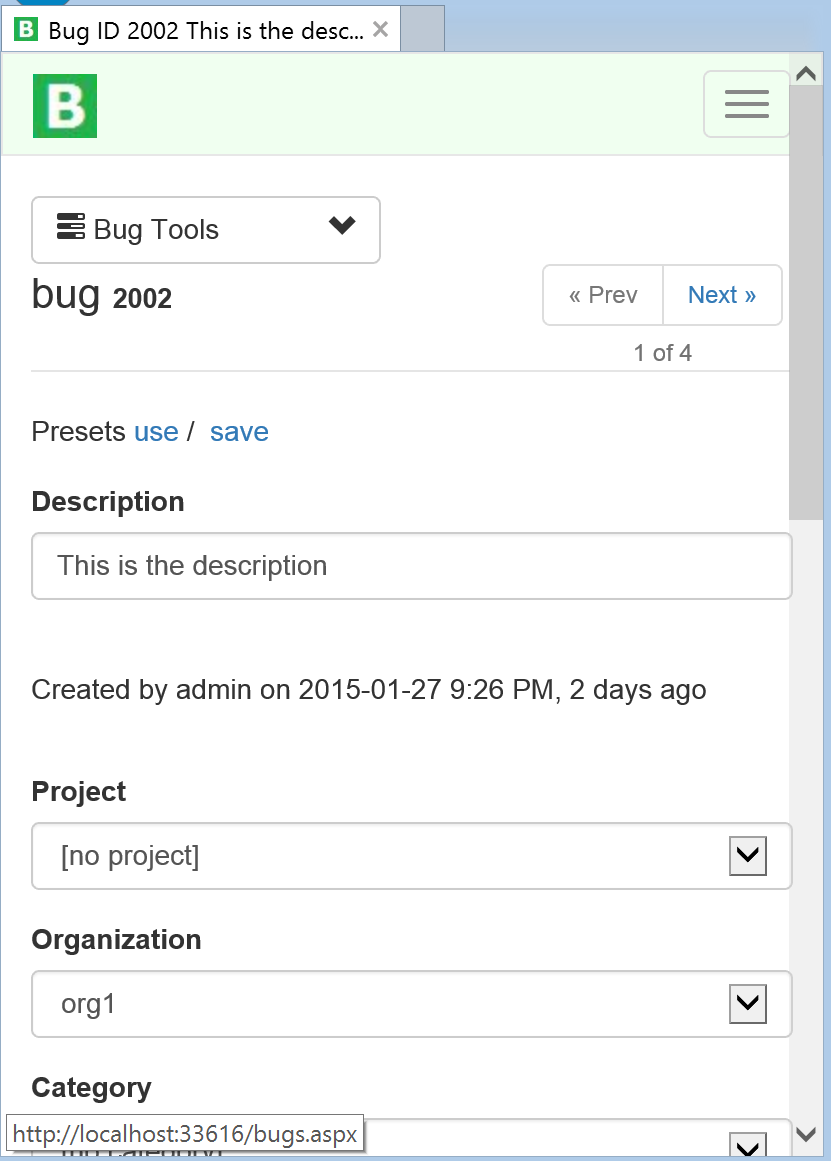 B Bug ID 2002 This is the desc...
B
Bug Tools
bug 2002
« Prev Next »
1 of 4
Presets use / save
Description
This is the description
Created by admin on 2015-01-27 9:26 PM, 2 days ago
Project
[no project]
Organization
org1
Category
http://localhost:33616/bugs.aspx